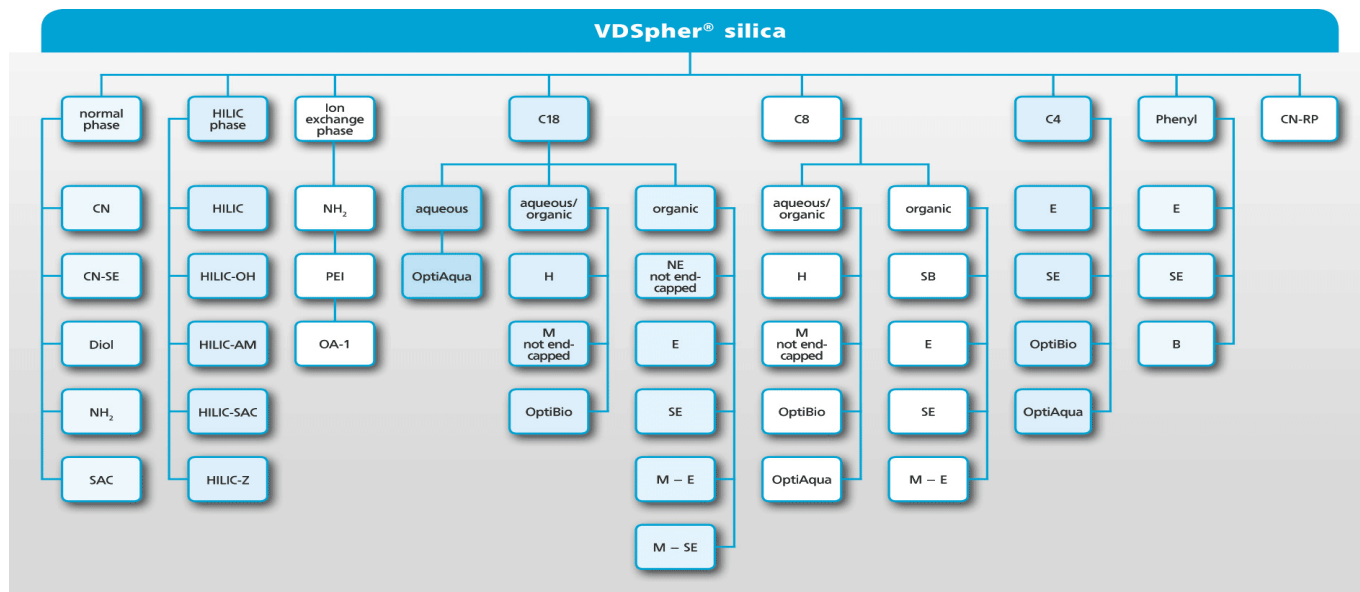 VDSpher® silica
normal
phase
HILIC
phase
Ion
exchange
phase
C18
C8
C4
Phenyl
CN-RP
CN
HILIC
NH₂
aqueous
aqueous/
organic
organic
aqueous/
organic
organic
E
E
CN-SE
HILIC-OH
PEI
OptiAqua
H
NE
not end-
capped
H
SB
SE
SE
Diol
HILIC-AM
OA-1
M
not end-
capped
E
M
not end-
capped
E
OptiBio
B
NH₂
HILIC-SAC
OptiBio
SE
OptiBio
SE
OptiAqua
SAC
HILIC-Z
M – E
OptiAqua
M – E
M – SE